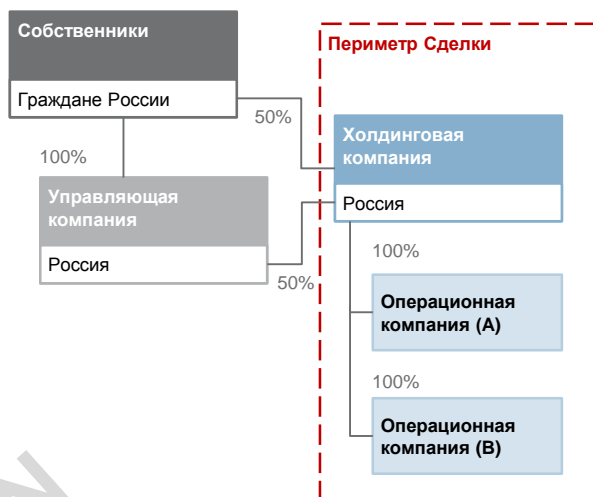 Собственники
Периметр Сделки
Граждане России
50%
Холдинговая
компания
100%
Управляющая
компания
Россия
Россия
50%
100%
Операционная
компания (А)
100%
Операционная
компания (В)